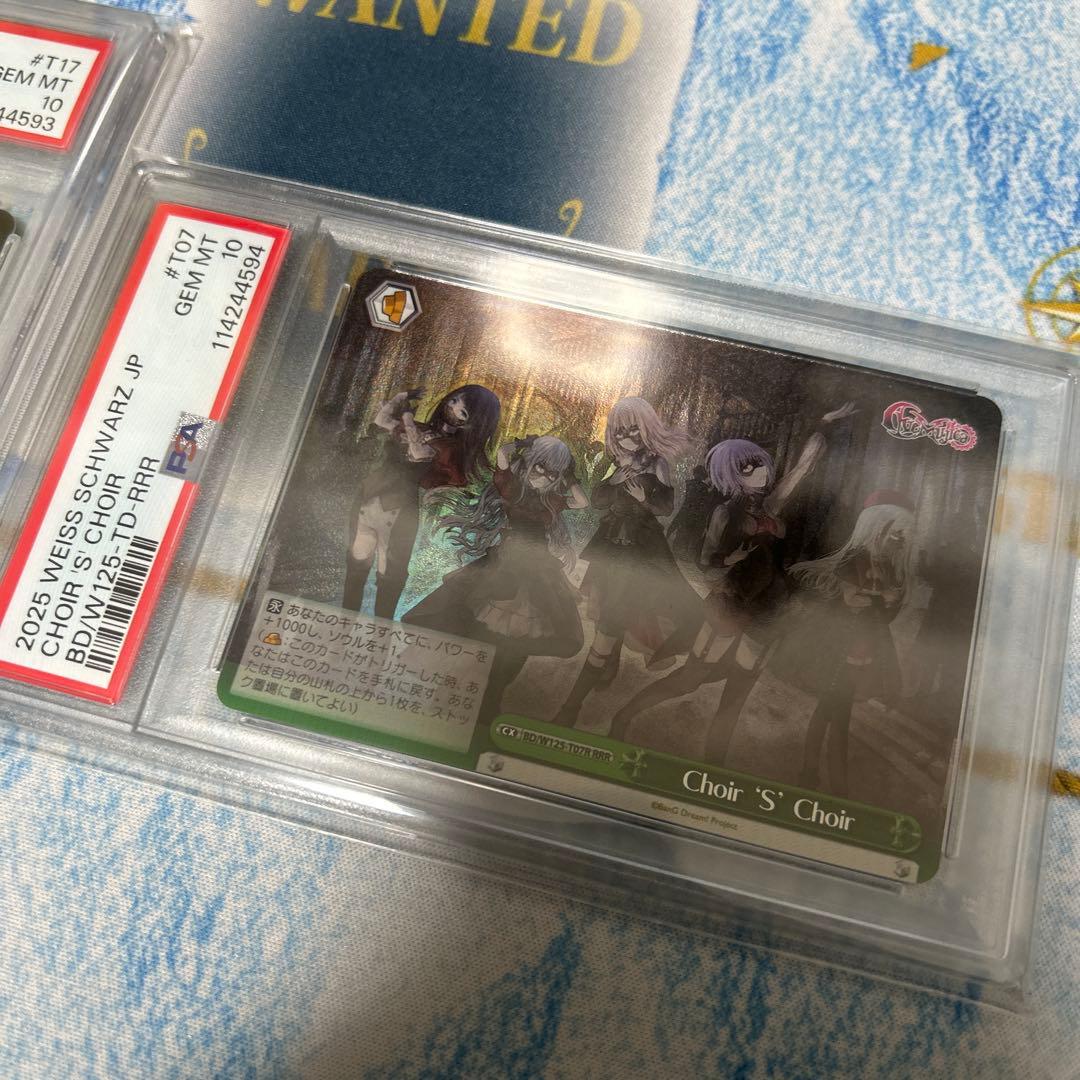 WANTED
#T17
GEM MT
10
44593
2025 WEISS SCHWARZ JP
#T07
CHOIR 'S' CHOIR
GEM MT
BD/W125-TD-RRR
10
114244594
PSA
Ave Mujica
永 あなたのキャラすべてに、パワーを
+1000し、ソウルを+1。
（:このカードがトリガーした時、あ
なたはこのカードを手札に戻す。あな
たは自分の山札の上から1枚を、ストッ
ク置場に置いてよい）
CX BD/W125-T07R RRR
Choir ‘S’ Choir
©BanG Dream! Project